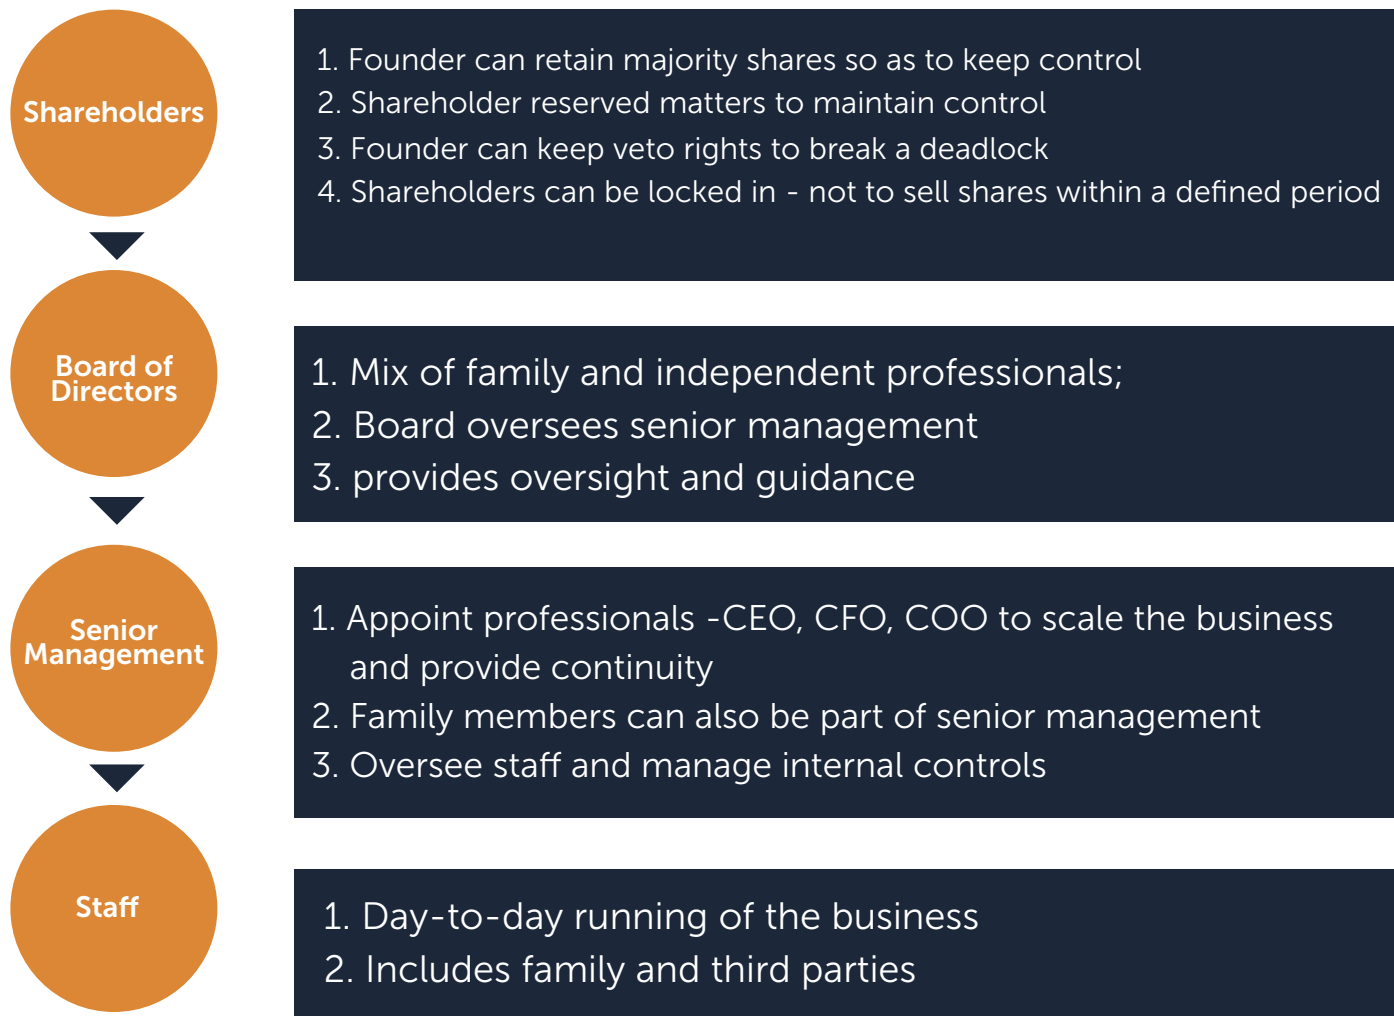 Shareholders
1. Founder can retain majority shares so as to keep control
2. Shareholder reserved matters to maintain control
3. Founder can keep veto rights to break a deadlock
4. Shareholders can be locked in - not to sell shares within a defined period
Board of
Directors
1. Mix of family and independent professionals;
2. Board oversees senior management
3. provides oversight and guidance
Senior
Management
1. Appoint professionals -CEO, CFO, COO to scale the business
and provide continuity
2. Family members can also be part of senior management
3. Oversee staff and manage internal controls
Staff
1. Day-to-day running of the business
2. Includes family and third parties